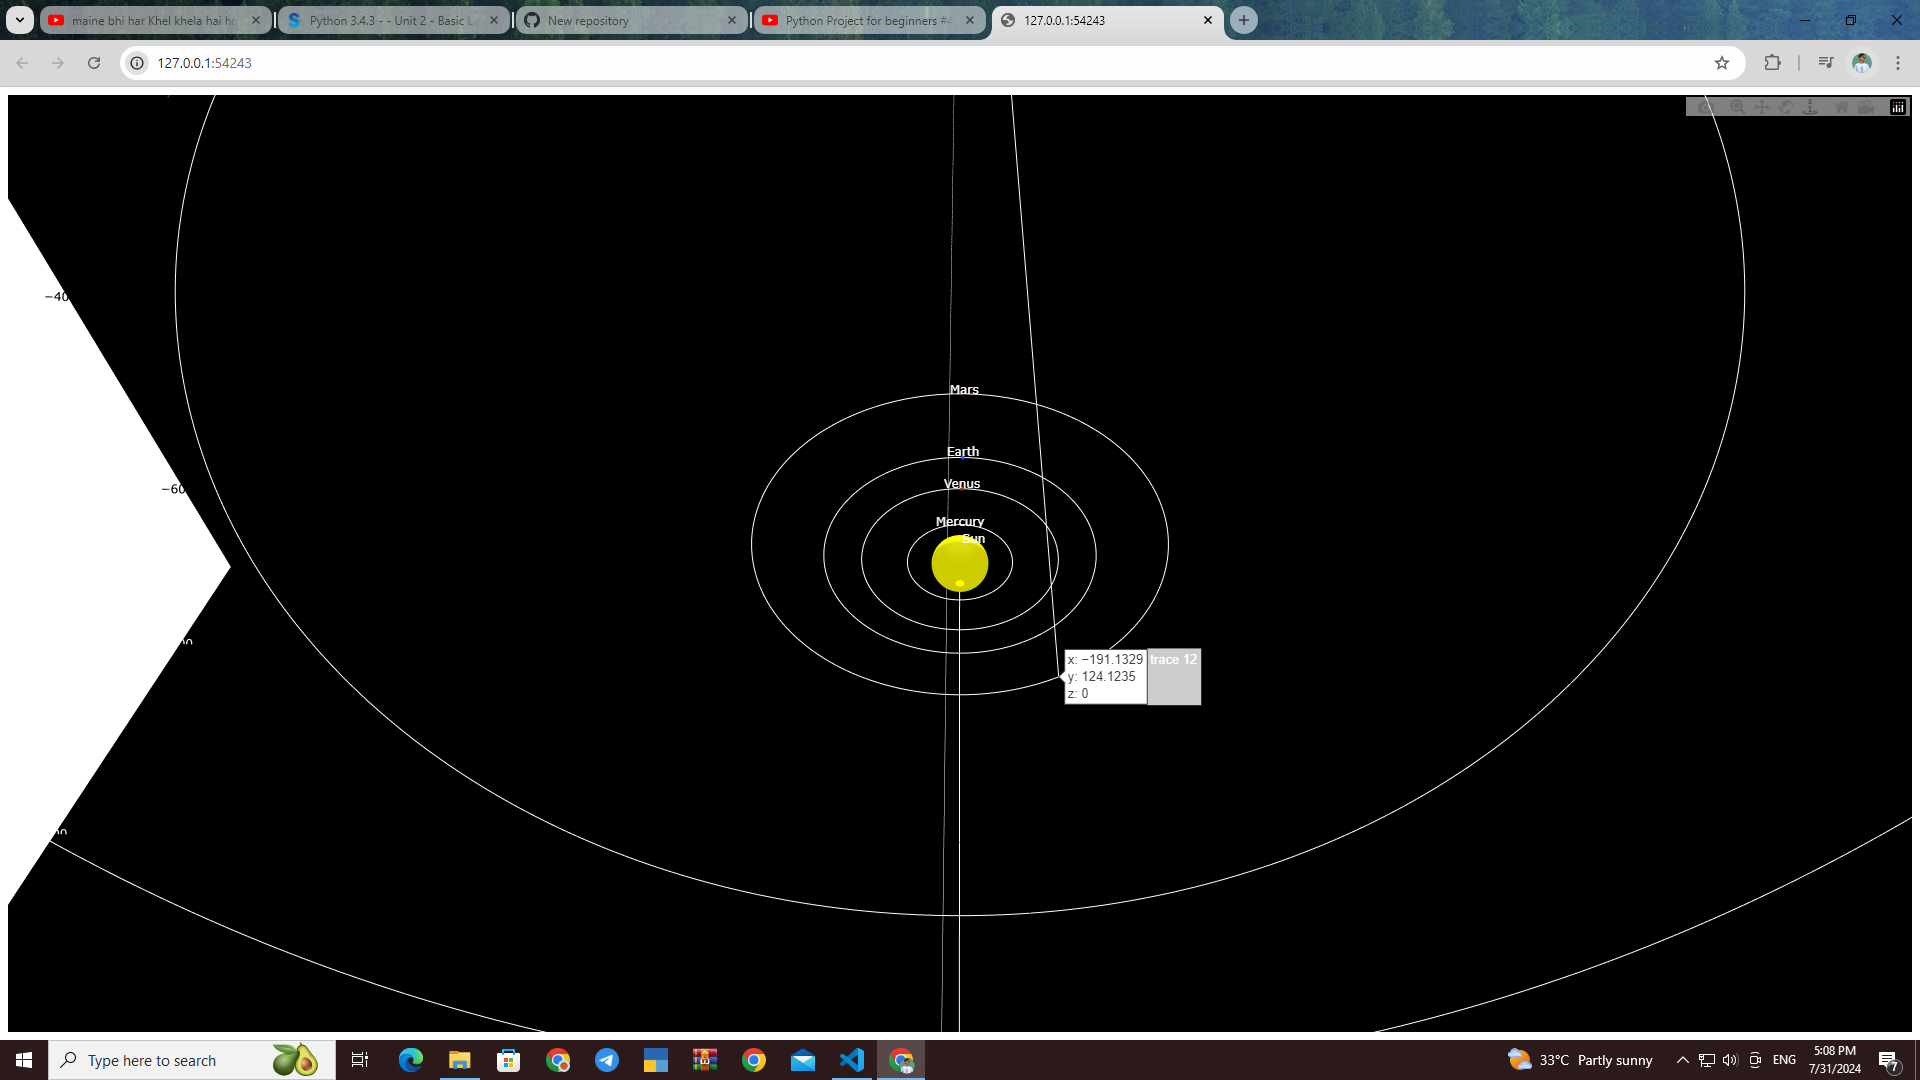 maine bhi har Khel khela hai ho
Python 3.4.3 - - Unit 2 - Basic L
New repository
Python Project for beginners #
127.0.0.1:54243
127.0.0.1:54243
−40
Mars
Earth
Venus
−60
Mercury
Sun
x: −191.1329
y: 124.1235
z: 0
trace 12
Type here to search
33°C Partly sunny
ENG
5:08 PM
7/31/2024
7